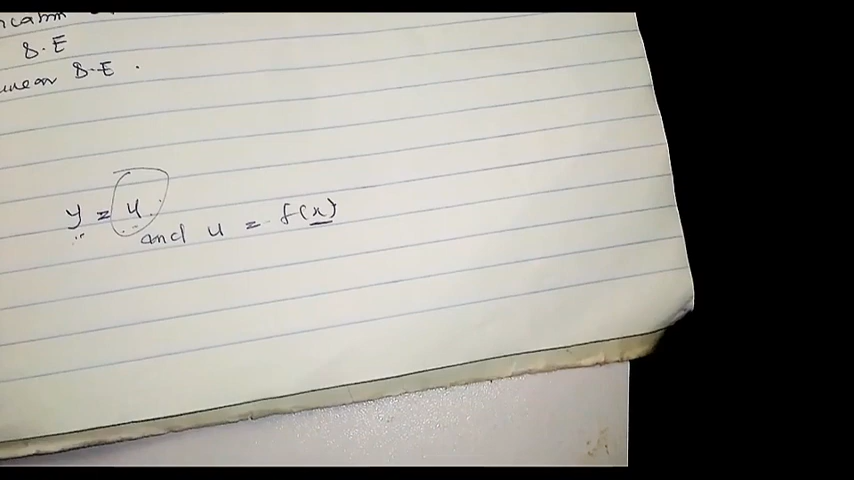 D.E
D.E.
y = u
and u = f(x)